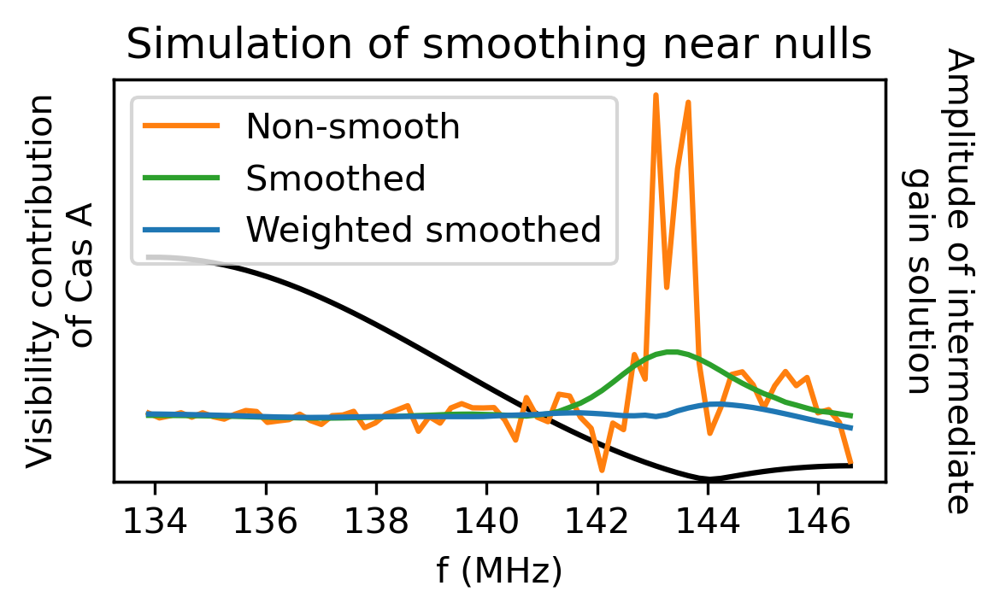 Simulation of smoothing near nulls
Visibility contribution
of Cas A
Non-smooth
Smoothed
Weighted smoothed
Amplitude of intermediate
gain solution
134 136 138 140 142 144 146
f (MHz)